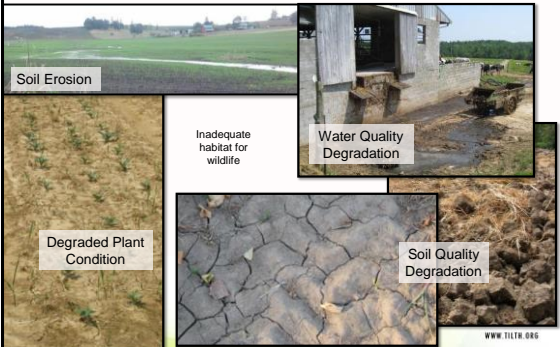 Soil Erosion
Inadequate
habitat for
wildlife
Water Quality
Degradation
Degraded Plant
Condition
Soil Quality
Degradation
WWW.TILTH.ORG